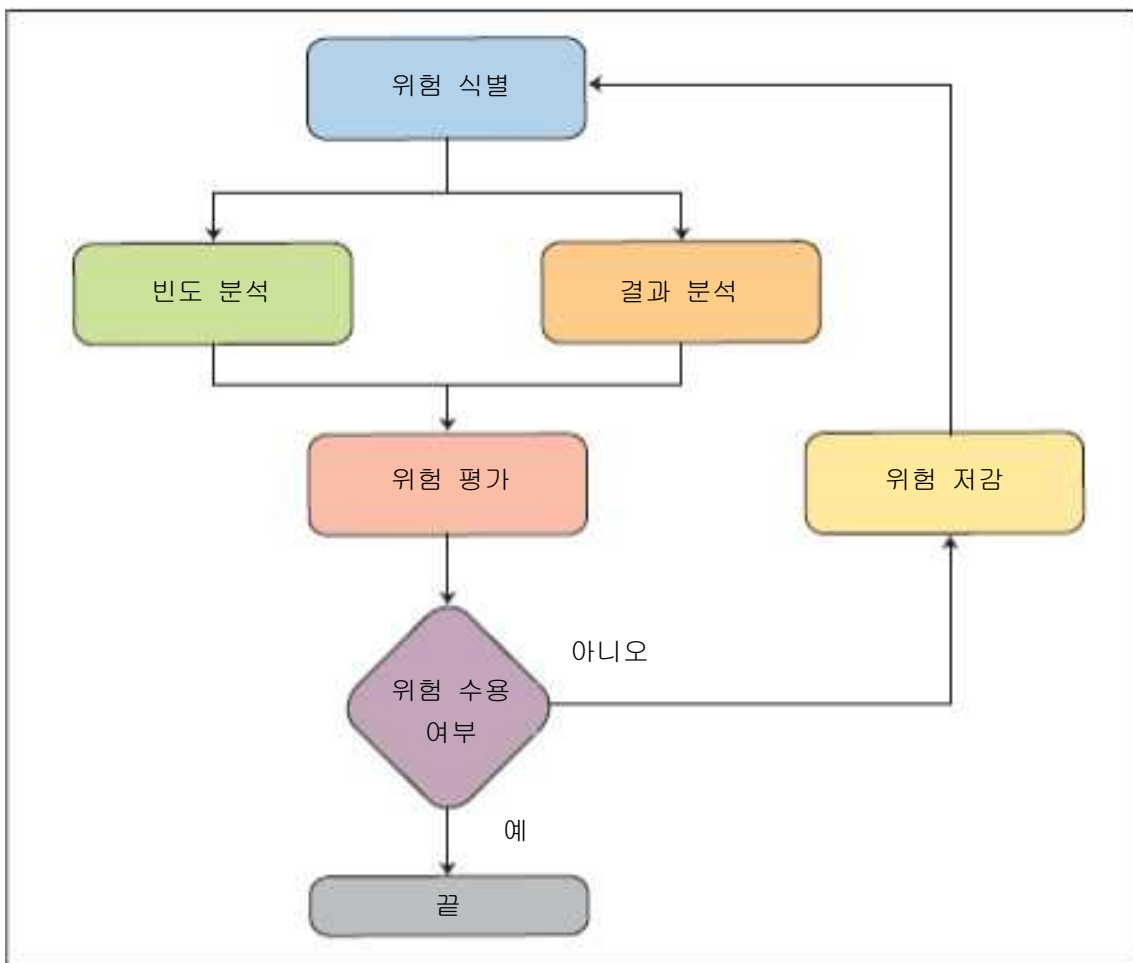 위험 식별
빈도 분석
결과 분석
위험 평가
위험 저감
아니오
위험 수용
여부
예
끝